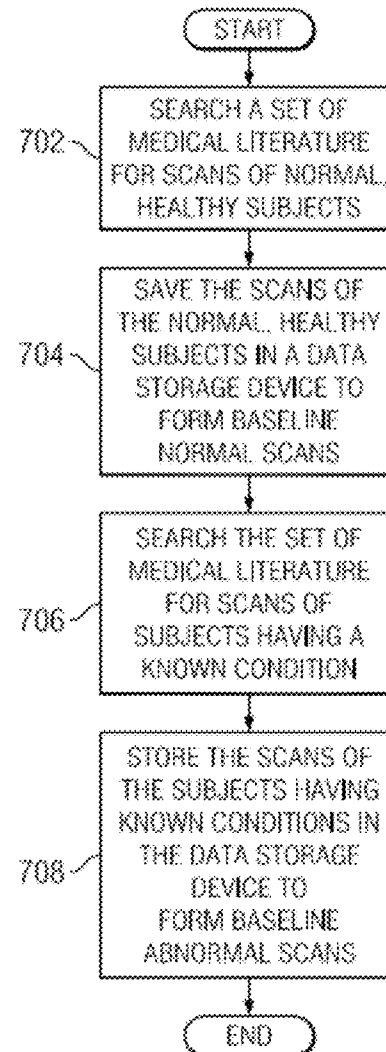 START
702
SEARCH A SET OF
MEDICAL LITERATURE
FOR SCANS OF NORMAL,
HEALTHY SUBJECTS
704
SAVE THE SCANS OF
THE NORMAL, HEALTHY
SUBJECTS IN A DATA
STORAGE DEVICE TO
FORM BASELINE
NORMAL SCANS
706
SEARCH THE SET OF
MEDICAL LITERATURE
FOR SCANS OF
SUBJECTS HAVING A
KNOWN CONDITION
708
STORE THE SCANS OF
THE SUBJECTS HAVING
KNOWN CONDITIONS IN
THE DATA STORAGE
DEVICE TO
FORM BASELINE
ABNORMAL SCANS
END